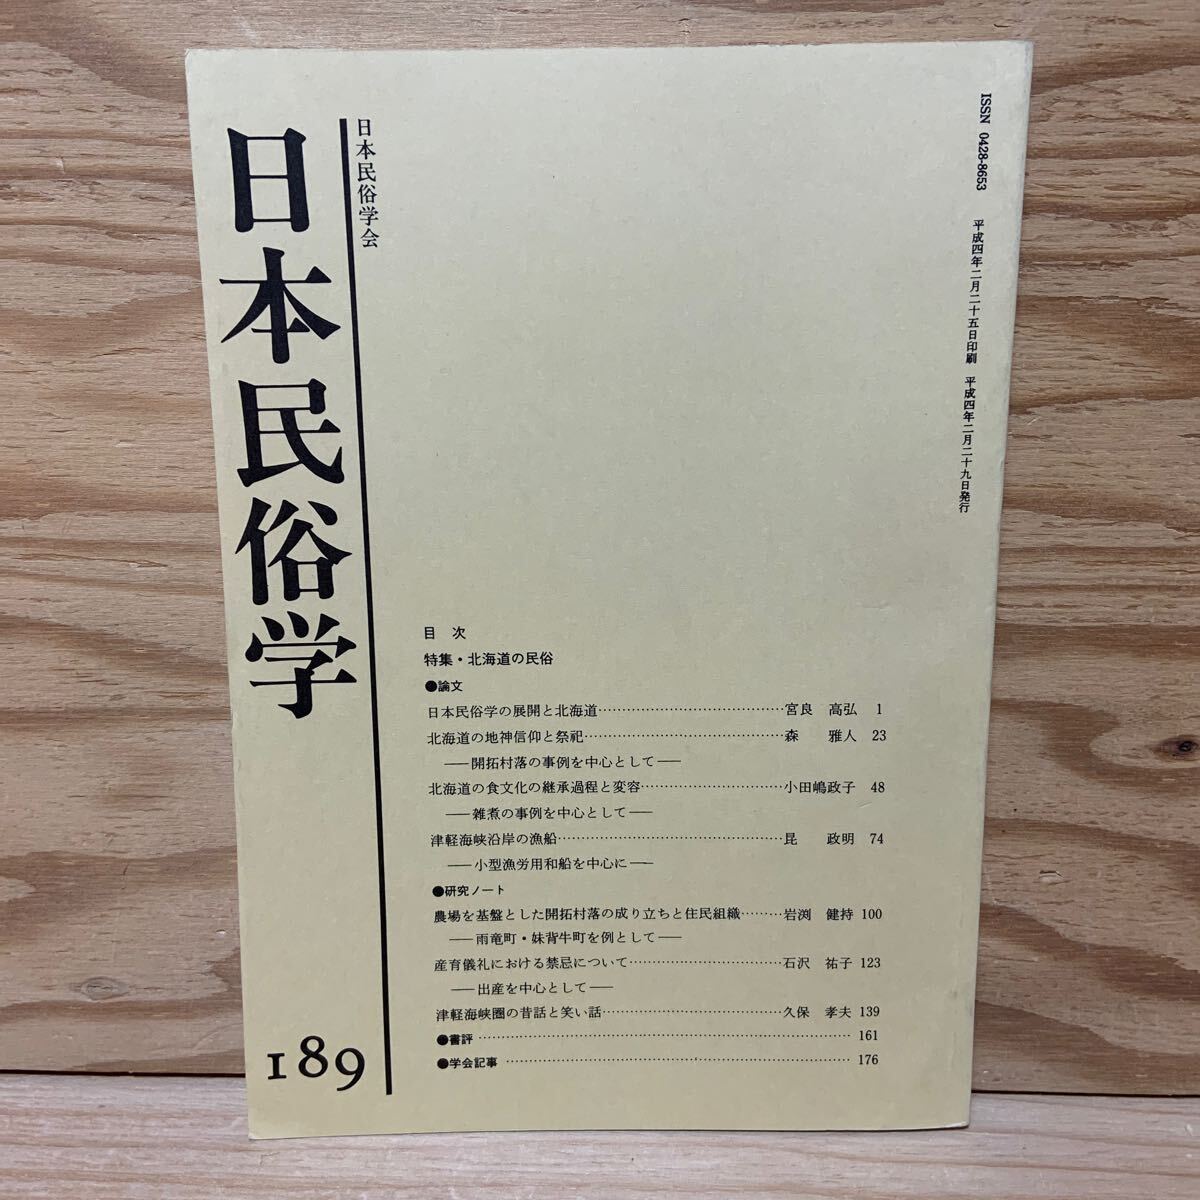 ISSN 0428-8653
平成四年二月二十五日印刷　平成四年二月二十九日発行
日本民俗学会
日本民俗学
189
目　次
特集・北海道の民俗
●論文
日本民俗学の展開と北海道……………………………宮良　高弘　1
北海道の地神信仰と祭祀………………………………森　　雅人　23
――開拓村落の事例を中心として――
北海道の食文化の継承過程と変容……………………小田嶋政子　48
――雑煮の事例を中心として――
津軽海峡沿岸の漁船……………………………………昆　　政明　74
――小型漁労用和船を中心に――
●研究ノート
農場を基盤とした開拓村落の成り立ちと住民組織………岩渕　健持　100
――雨竜町・妹背牛町を例として――
産育儀礼における禁忌について………………………石沢　祐子　123
――出産を中心として――
津軽海峡圏の昔話と笑い話……………………………久保　孝夫　139
●書評……………………………………………………161
●学会記事………………………………………………176